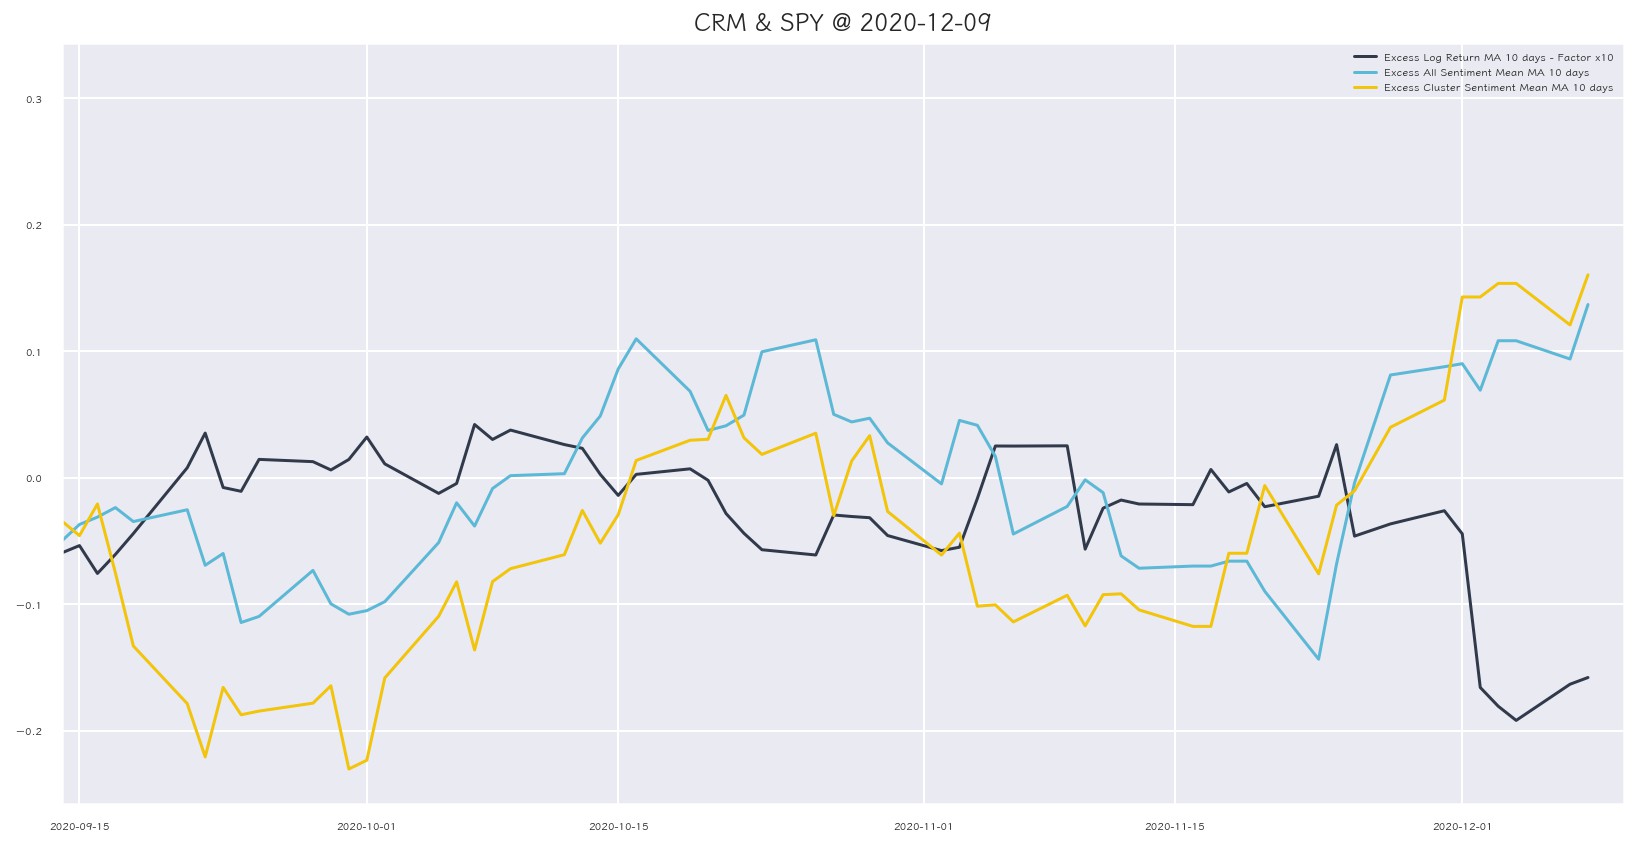 CRM & SPY @ 2020-12-09
Excess Log Return MA 10 days - Factor x10
Excess All Sentiment Mean MA 10 days
Excess Cluster Sentiment Mean MA 10 days
0.3
0.2
0.1
0.0
−0.1
−0.2
2020-09-15 2020-10-01 2020-10-15 2020-11-01 2020-11-15 2020-12-01